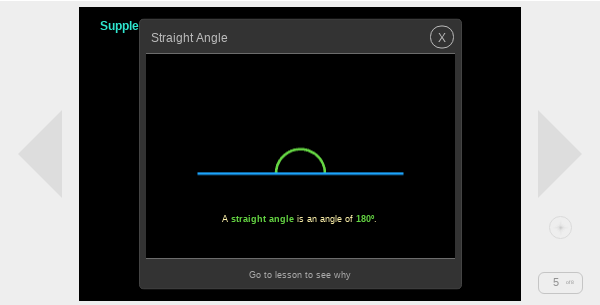 Supple
Straight Angle
X
A straight angle is an angle of 180º.
Go to lesson to see why
5